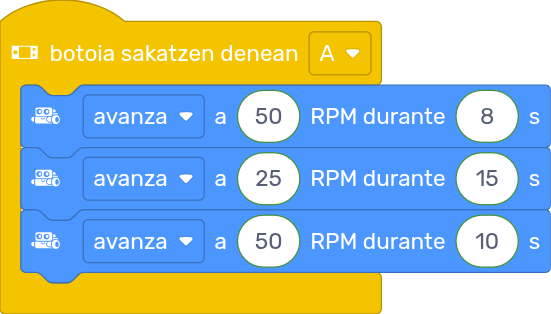 botoia sakatzen denean A
avanza a 50 RPM durante 8 s
avanza a 25 RPM durante 15 s
avanza a 50 RPM durante 10 s